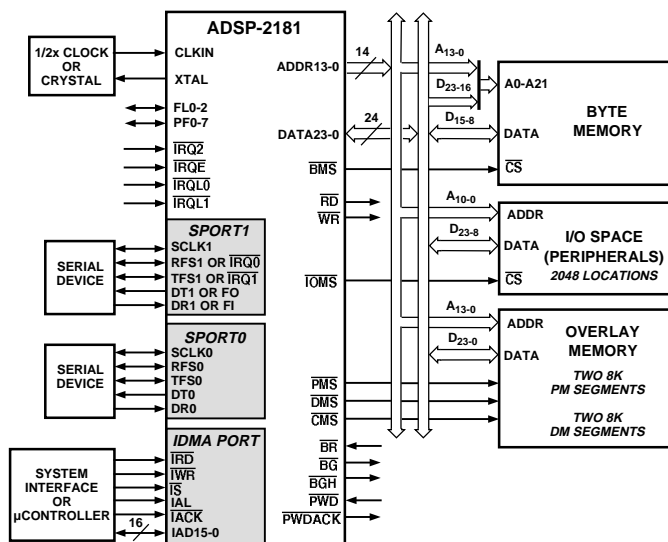 ADSP-2181
1/2x CLOCK
OR
CRYSTAL
CLKIN
XTAL
FL0-2
PF0-7
IRQ2
IRQE
IRQL0
IRQL1
SPORT1
SCLK1
RFS1 OR IRQ0
TFS1 OR IRQ1
DT1 OR FO
DR1 OR FI
SERIAL
DEVICE
SPORT0
SCLK0
RFS0
TFS0
DT0
DR0
SERIAL
DEVICE
IDMA PORT
IRD
IWR
IS
IAL
IACK
IAD15-0
16
SYSTEM
INTERFACE
OR
µCONTROLLER
ADDR13-0
14
DATA23-0
24
BMS
RD
WR
IOMS
PMS
DMS
CMS
BR
BG
BGH
PWD
PWDACK
A13-0
D23-16
D15-8
A0-A21
BYTE
MEMORY
DATA
CS
A10-0
D23-8
ADDR
I/O SPACE
(PERIPHERALS)
2048 LOCATIONS
DATA
CS
A13-0
D23-0
ADDR
OVERLAY
MEMORY
DATA
TWO 8K
PM SEGMENTS
TWO 8K
DM SEGMENTS